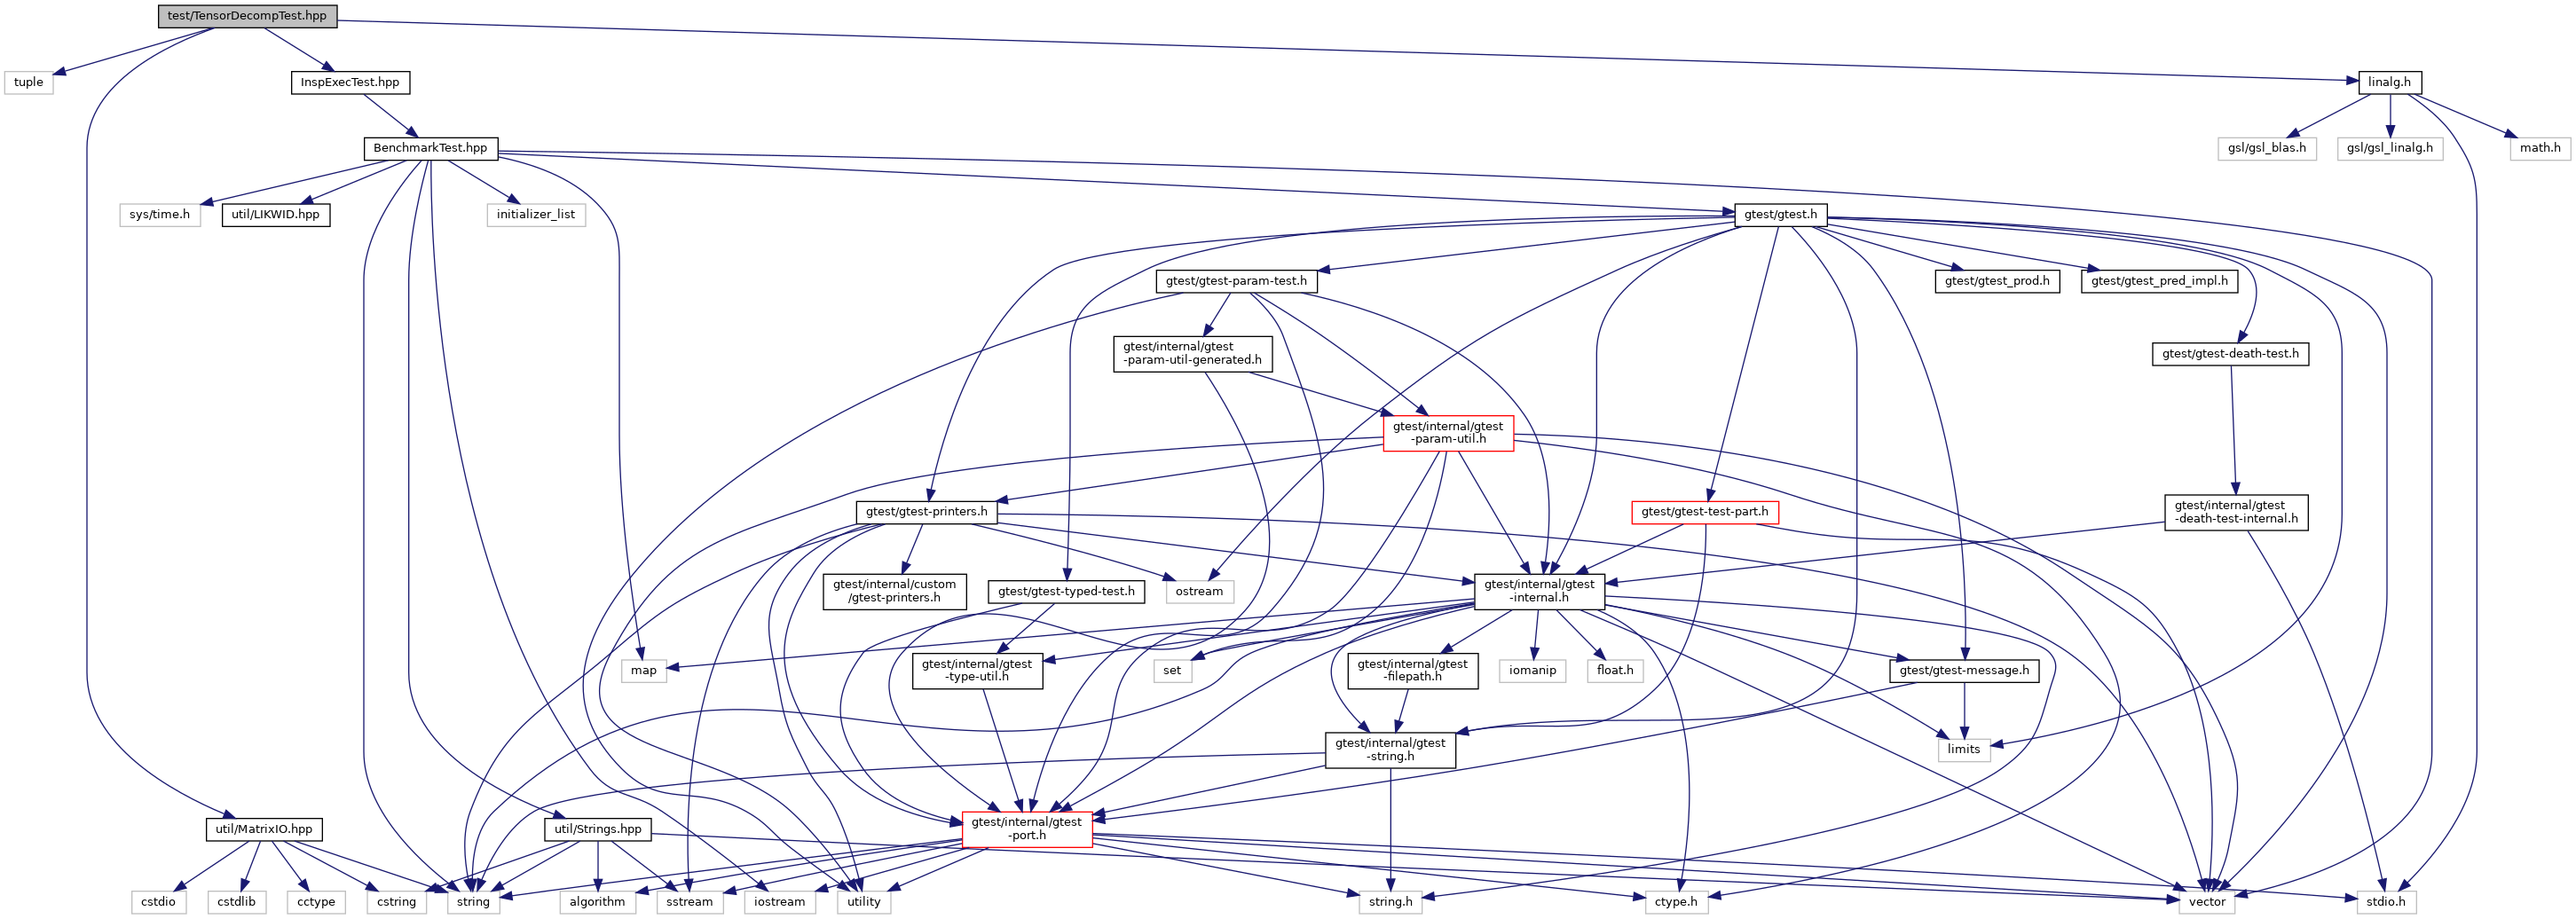 test/TensorDecompTest.hpp
tuple
InspExecTest.hpp
linalg.h
BenchmarkTest.hpp
gsl/gsl_blas.h
gsl/gsl_linalg.h
math.h
sys/time.h
util/LIKWID.hpp
initializer_list
gtest/gtest.h
gtest/gtest-param-test.h
gtest/gtest_prod.h
gtest/gtest_pred_impl.h
gtest/internal/gtest
-param-util-generated.h
gtest/gtest-death-test.h
gtest/internal/gtest
-param-util.h
gtest/gtest-printers.h
gtest/gtest-test-part.h
gtest/internal/gtest
-death-test-internal.h
gtest/internal/custom
/gtest-printers.h
gtest/gtest-typed-test.h
ostream
gtest/internal/gtest
-internal.h
map
gtest/internal/gtest
-type-util.h
set
gtest/internal/gtest
-filepath.h
iomanip
float.h
gtest/gtest-message.h
gtest/internal/gtest
-string.h
limits
util/MatrixIO.hpp
util/Strings.hpp
gtest/internal/gtest
-port.h
cstdio
cstdlib
cctype
cstring
string
algorithm
sstream
iostream
utility
string.h
ctype.h
vector
stdio.h